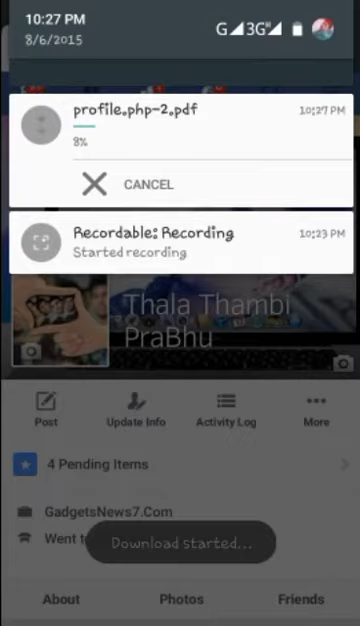 10:27 PM
8/6/2015
G 3G H
profile.php-2.pdf 10:27 PM
8%
CANCEL
Recordable: Recording 10:23 PM
Started recording
Thala Thambi
PraBhu
Post Update Info Activity Log More
4 Pending Items
GadgetsNews7.Com
Went t
Download started...
About Photos Friends